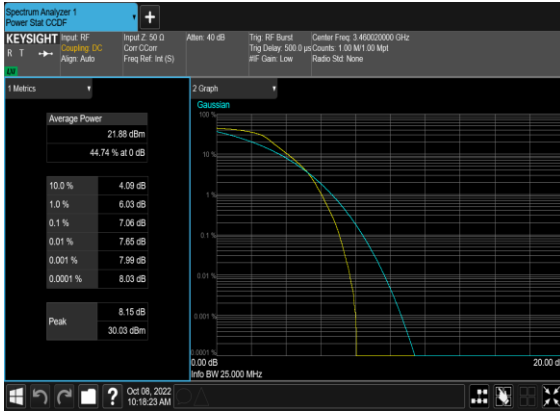 Spectrum Analyzer 1
Power Stat CCDF
+
KEYSIGHT
R T
Input: RF
Coupling: DC
Align: Auto
Input Z: 50 Ω
Corr CCorr
Freq Ref: Int (S)
Atten: 40 dB
Trig: RF Burst
Trig Delay: 500.0 µs
#IF Gain: Low
Center Freq: 3.460020000 GHz
Counts: 1.00 M/1.00 Mpt
Radio Std: None
1 Metrics
Average Power
21.88 dBm
44.74 % at 0 dB
10.0 % 4.09 dB
1.0 % 6.03 dB
0.1 % 7.06 dB
0.01 % 7.65 dB
0.001 % 7.99 dB
0.0001 % 8.03 dB
Peak
8.15 dB
30.03 dBm
2 Graph
Gaussian
100 %
10 %
1 %
0.1 %
0.01 %
0.001 %
0.0001 %
0.00 dB
20.00 d
Info BW 25.000 MHz
?
Oct 08, 2022
10:18:23 AM